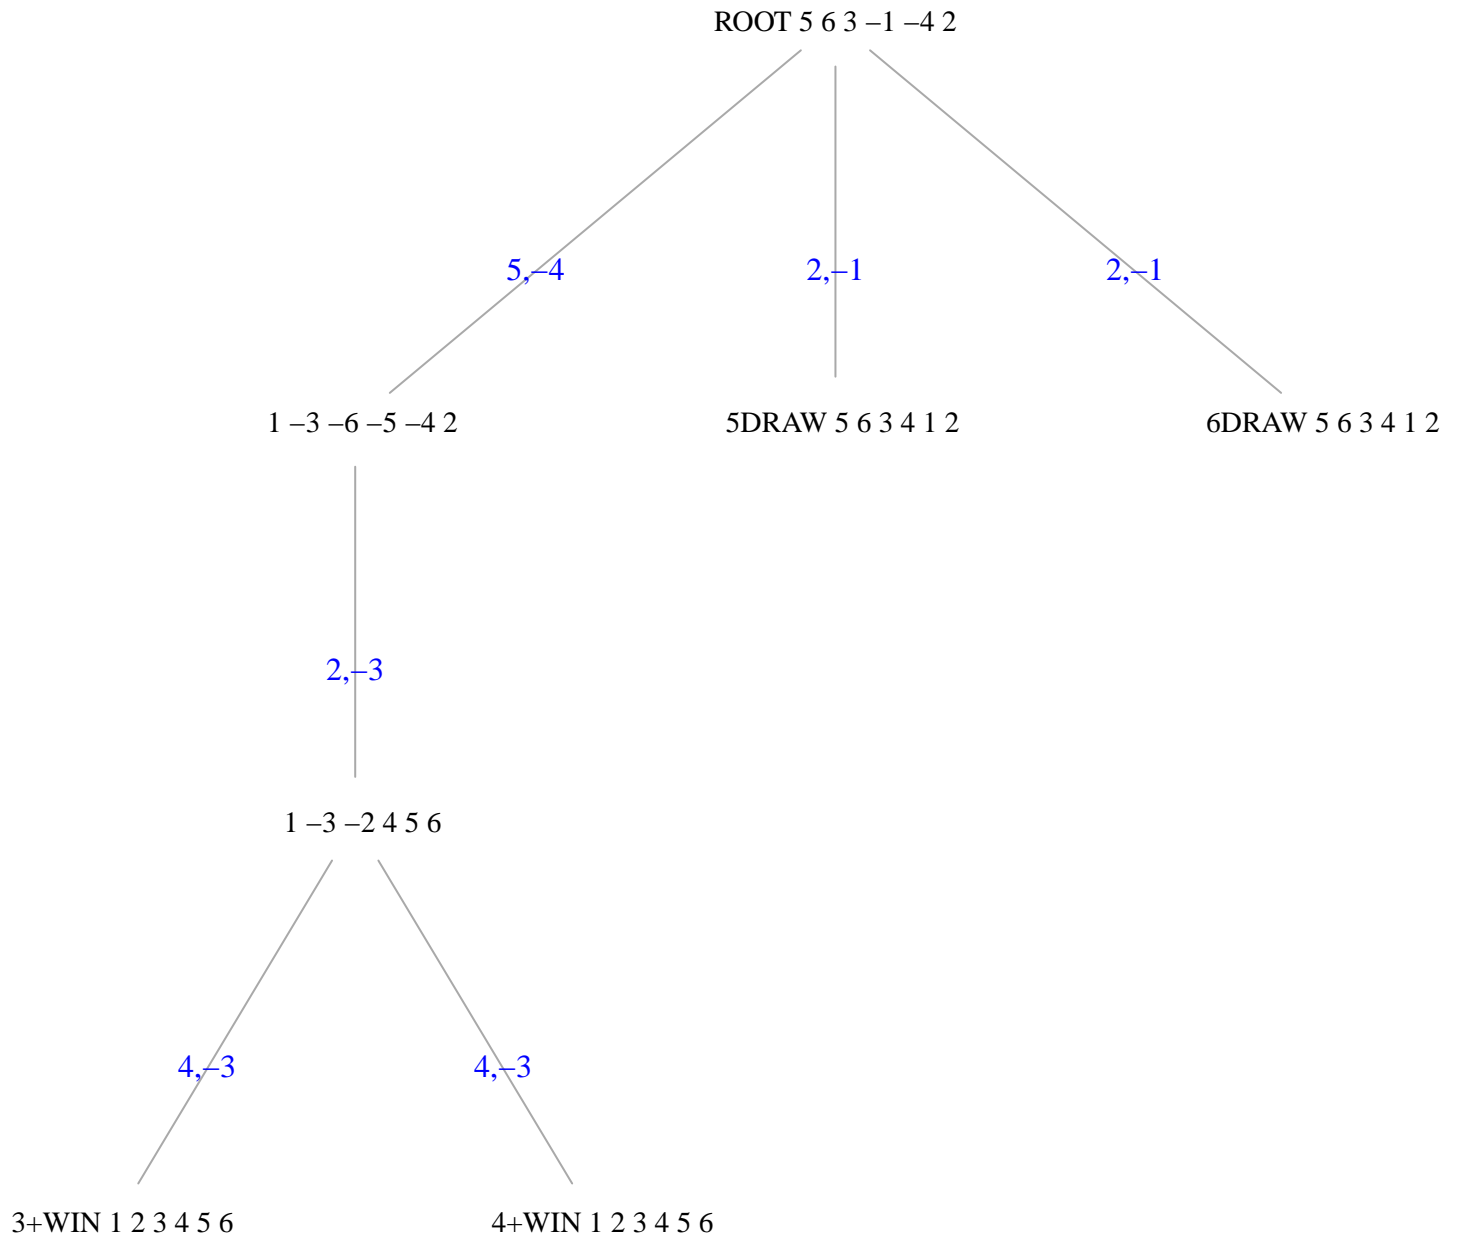 ROOT 5 6 3 –1 –4 2
5,–4
2,–1
2,–1
1 –3 –6 –5 –4 2
5DRAW 5 6 3 4 1 2
6DRAW 5 6 3 4 1 2
2,–3
1 –3 –2 4 5 6
4,–3
4,–3
3+WIN 1 2 3 4 5 6
4+WIN 1 2 3 4 5 6